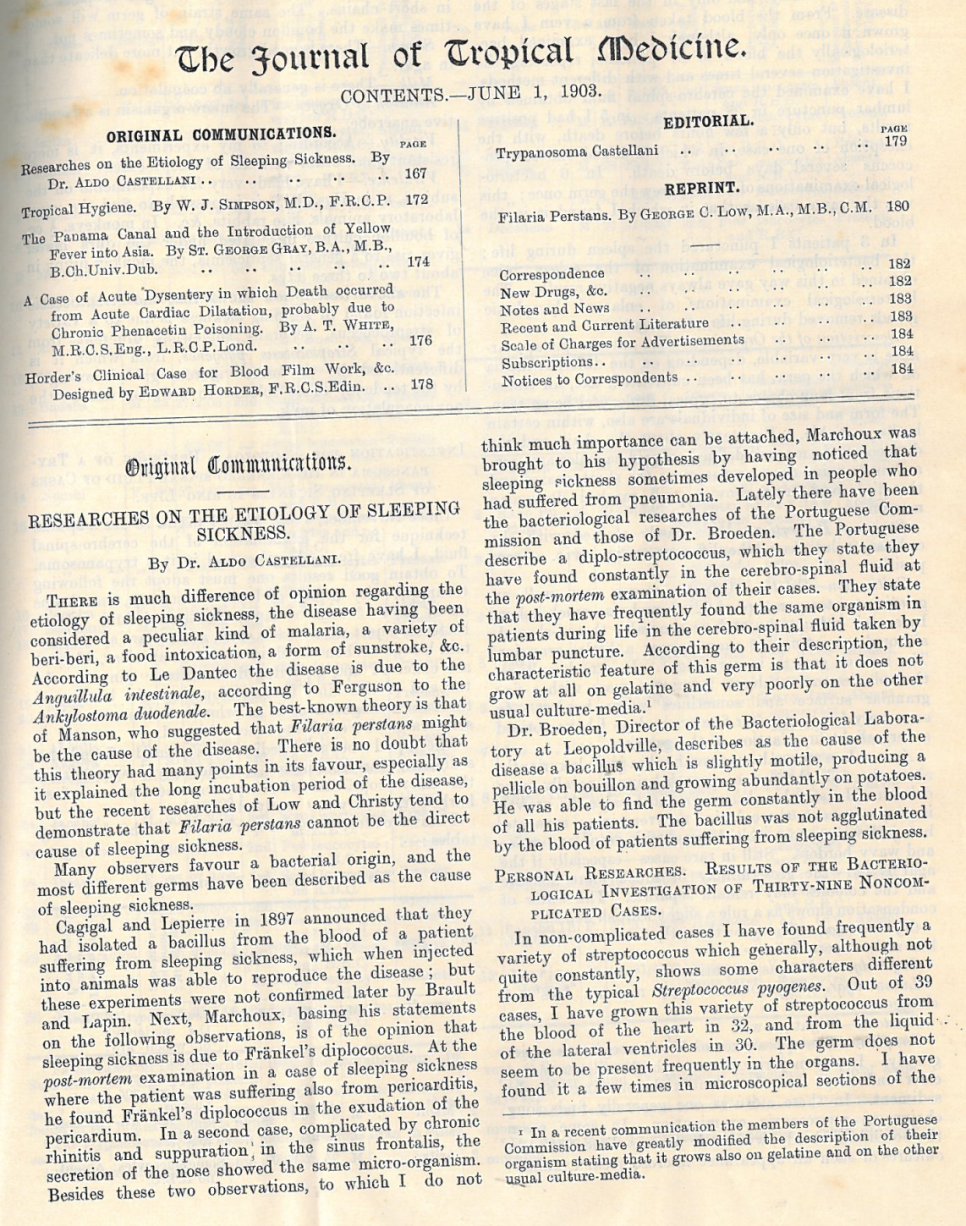 The Journal of Tropical Medicine.
CONTENTS.—JUNE 1, 1903.
ORIGINAL COMMUNICATIONS.
PAGE
Researches on the Etiology of Sleeping Sickness. By
Dr. ALDO CASTELLANI .. .. .. .. .. 167
Tropical Hygiene. By W. J. SIMPSON, M.D., F.R.C.P. 172
The Panama Canal and the Introduction of Yellow
Fever into Asia. By ST. GEORGE GRAY, B.A., M.B.,
B.Ch.Univ.Dub. .. .. .. .. .. 174
A Case of Acute Dysentery in which Death occurred
from Acute Cardiac Dilatation, probably due to
Chronic Phenacetin Poisoning. By A. T. WHITE,
M.R.C.S.Eng., L.R.C.P.Lond. .. .. .. 176
Horder's Clinical Case for Blood Film Work, &c.
Designed by EDWARD HORDER, F.R.C.S.Edin. .. 178
EDITORIAL.
PAGE
Trypanosoma Castellani .. .. .. .. .. 179
REPRINT.
Filaria Perstans. By GEORGE C. LOW, M.A., M.B., C.M. 180
Correspondence .. .. .. .. .. 182
New Drugs, &c. .. .. .. .. .. 182
Notes and News .. .. .. .. .. 183
Recent and Current Literature .. .. .. .. 183
Scale of Charges for Advertisements .. .. .. 184
Subscriptions .. .. .. .. .. .. 184
Notices to Correspondents .. .. .. .. .. 184
Original Communications.
RESEARCHES ON THE ETIOLOGY OF SLEEPING
SICKNESS.
By Dr. ALDO CASTELLANI.
THERE is much difference of opinion regarding the
etiology of sleeping sickness, the disease having been
considered a peculiar kind of malaria, a variety of
beri-beri, a food intoxication, a form of sunstroke, &c.
According to Le Dantec the disease is due to the
Anguillula intestinale, according to Ferguson to the
Ankylostoma duodenale. The best-known theory is that
of Manson, who suggested that Filaria perstans might
be the cause of the disease. There is no doubt that
this theory had many points in its favour, especially as
it explained the long incubation period of the disease,
but the recent researches of Low and Christy tend to
demonstrate that Filaria perstans cannot be the direct
cause of sleeping sickness.
Many observers favour a bacterial origin, and the
most different germs have been described as the cause
of sleeping sickness.
Cagigal and Lepierre in 1897 announced that they
had isolated a bacillus from the blood of a patient
suffering from sleeping sickness, which when injected
into animals was able to reproduce the disease; but
these experiments were not confirmed later by Brault
and Lapin. Next, Marchoux, basing his statements
on the following observations, is of the opinion that
sleeping sickness is due to Fränkel's diplococcus. At the
post-mortem examination in a case of sleeping sickness
where the patient was suffering also from pericarditis,
he found Fränkel's diplococcus in the exudation of the
pericardium. In a second case, complicated by chronic
rhinitis and suppuration in the sinus frontalis, the
secretion of the nose showed the same micro-organism.
Besides these two observations, to which I do not
think much importance can be attached, Marchoux was
brought to his hypothesis by having noticed that
sleeping sickness sometimes developed in people who
had suffered from pneumonia. Lately there have been
the bacteriological researches of the Portuguese Com-
mission and those of Dr. Broeden. The Portuguese
describe a diplo-streptococcus, which they state they
have found constantly in the cerebro-spinal fluid at
the post-mortem examination of their cases. They state
that they have frequently found the same organism in
patients during life in the cerebro-spinal fluid taken by
lumbar puncture. According to their description, the
characteristic feature of this germ is that it does not
grow at all on gelatine and very poorly on the other
usual culture-media.¹
Dr. Broeden, Director of the Bacteriological Labora-
tory at Leopoldville, describes as the cause of the
disease a bacillus which is slightly motile, producing a
pellicle on bouillon and growing abundantly on potatoes.
He was able to find the germ constantly in the blood
of all his patients. The bacillus was not agglutinated
by the blood of patients suffering from sleeping sickness.
PERSONAL RESEARCHES. RESULTS OF THE BACTERIO-
LOGICAL INVESTIGATION OF THIRTY-NINE NONCOM-
PLICATED CASES.
In non-complicated cases I have found frequently a
variety of streptococcus which generally, although not
quite constantly, shows some characters different
from the typical Streptococcus pyogenes. Out of 39
cases, I have grown this variety of streptococcus from
the blood of the heart in 32, and from the liquid
of the lateral ventricles in 30. The germ does not
seem to be present frequently in the organs. I have
found it a few times in microscopical sections of the
¹ In a recent communication the members of the Portuguese
Commission have greatly modified the description of their
organism stating that it grows also on gelatine and on the other
usual culture-media.